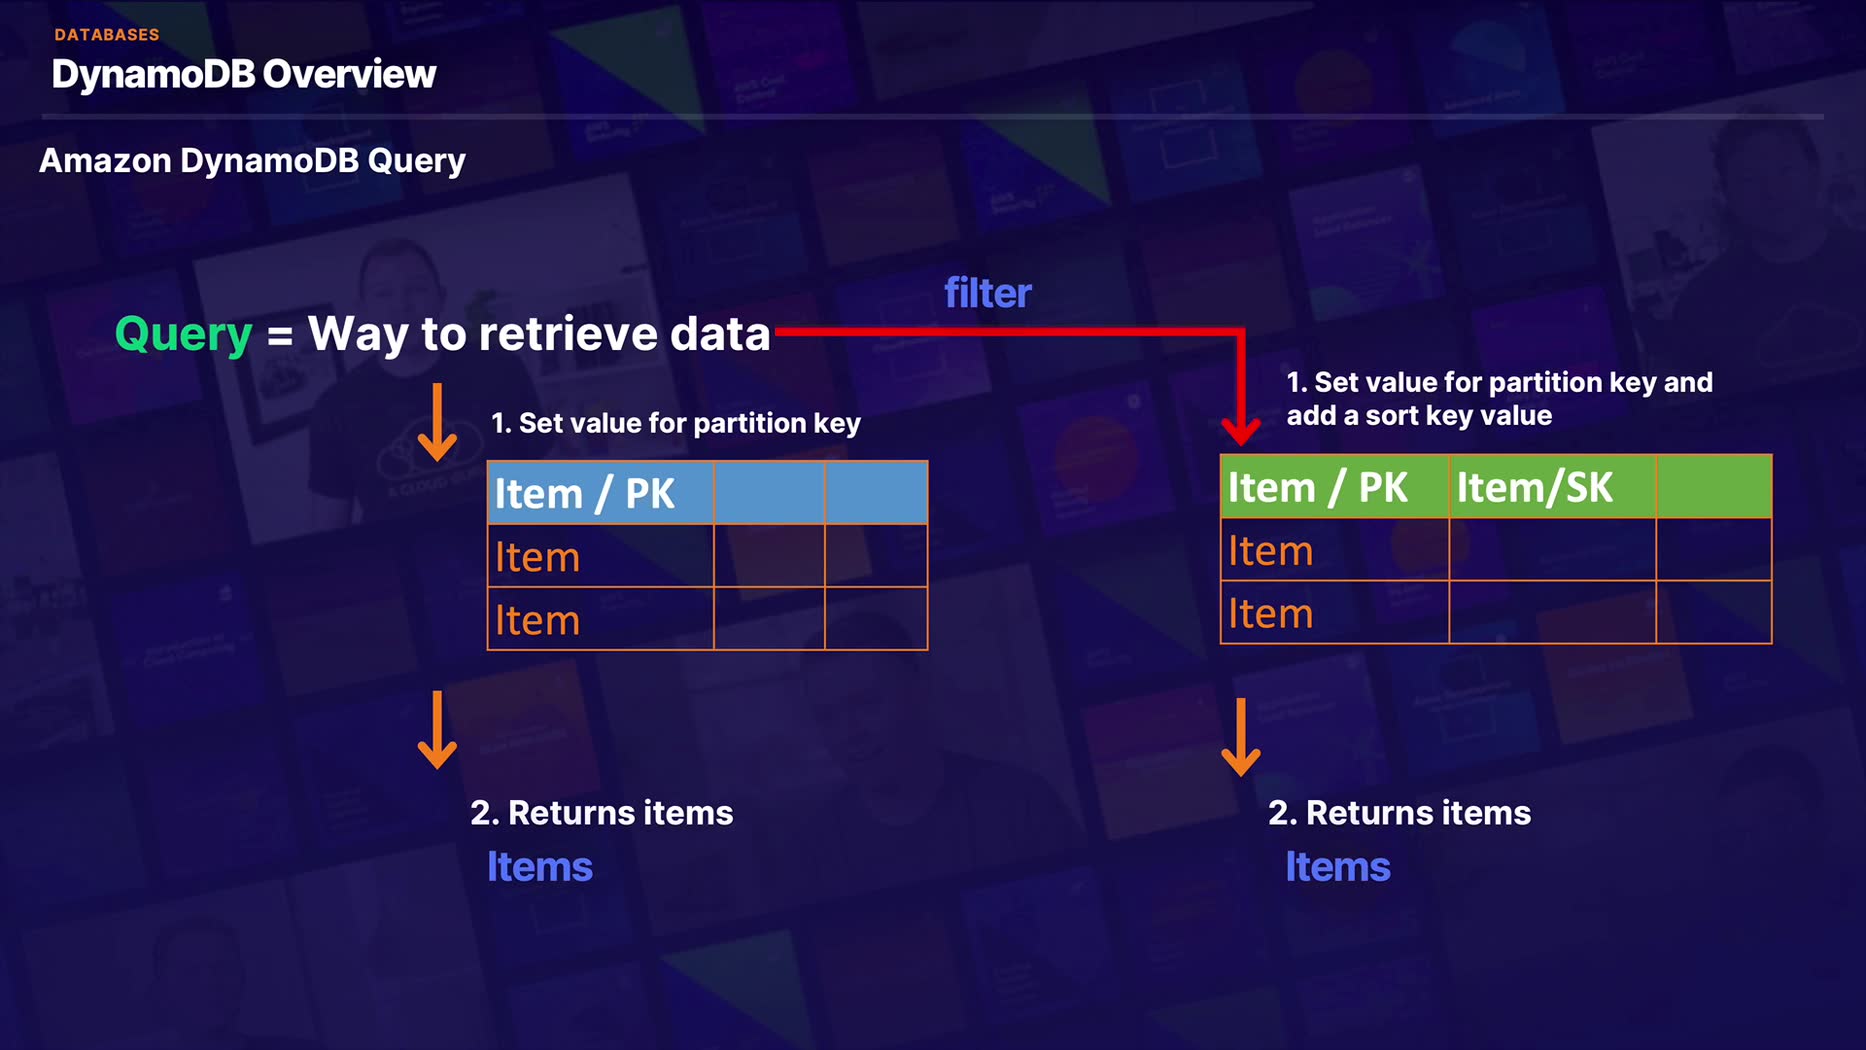 DATABASES
DynamoDB Overview
Amazon DynamoDB Query
filter
Query = Way to retrieve data
1. Set value for partition key
Item / PK
Item
Item
2. Returns items
Items
1. Set value for partition key and
add a sort key value
Item / PK Item/SK
Item
Item
2. Returns items
Items